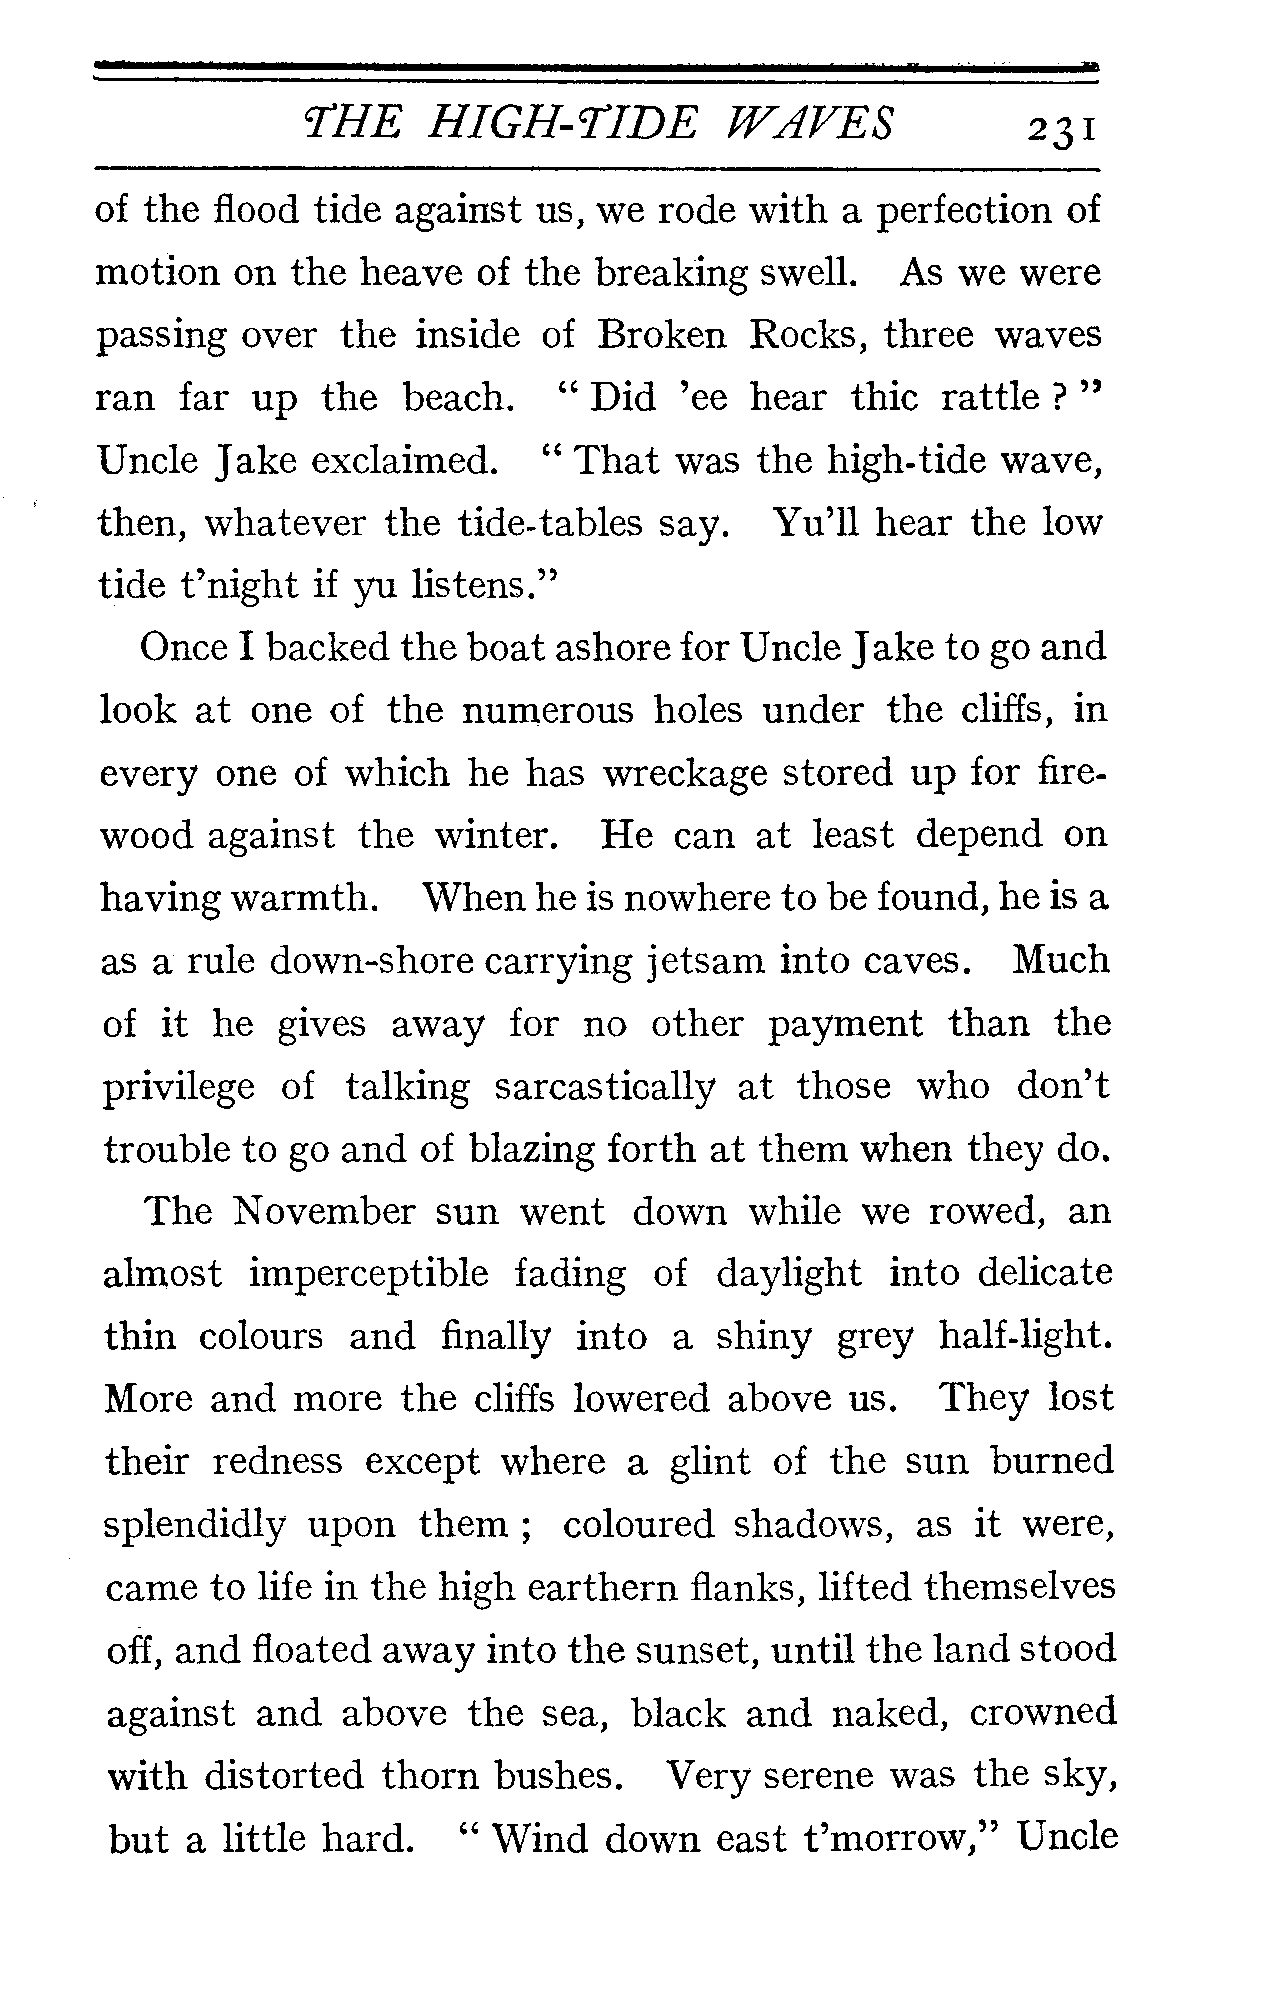 THE HIGH-TIDE WAVES 231
of the flood tide against us, we rode with a perfection of
motion on the heave of the breaking swell. As we were
passing over the inside of Broken Rocks, three waves
ran far up the beach. “ Did ’ee hear thic rattle ? ”
Uncle Jake exclaimed. “ That was the high-tide wave,
then, whatever the tide-tables say. Yu’ll hear the low
tide t’night if yu listens.”
Once I backed the boat ashore for Uncle Jake to go and
look at one of the numerous holes under the cliffs, in
every one of which he has wreckage stored up for fire-
wood against the winter. He can at least depend on
having warmth. When he is nowhere to be found, he is a
as a rule down-shore carrying jetsam into caves. Much
of it he gives away for no other payment than the
privilege of talking sarcastically at those who don’t
trouble to go and of blazing forth at them when they do.
The November sun went down while we rowed, an
almost imperceptible fading of daylight into delicate
thin colours and finally into a shiny grey half-light.
More and more the cliffs lowered above us. They lost
their redness except where a glint of the sun burned
splendidly upon them ; coloured shadows, as it were,
came to life in the high earthern flanks, lifted themselves
off, and floated away into the sunset, until the land stood
against and above the sea, black and naked, crowned
with distorted thorn bushes. Very serene was the sky,
but a little hard. “ Wind down east t’morrow,” Uncle